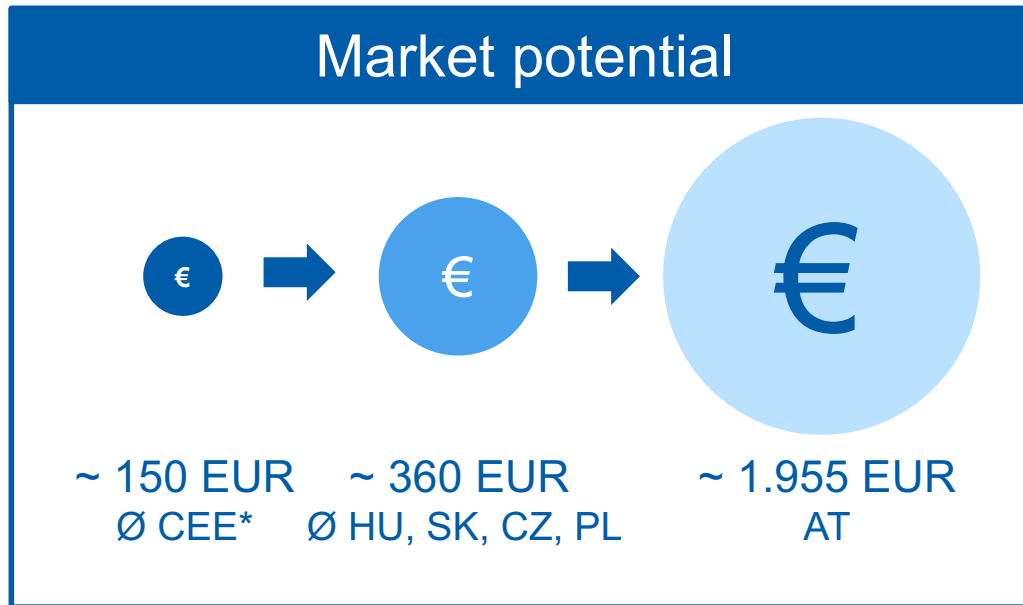 Market potential
€
€
€
~ 150 EUR
Ø CEE*
~ 360 EUR
Ø HU, SK, CZ, PL
~ 1.955 EUR
AT